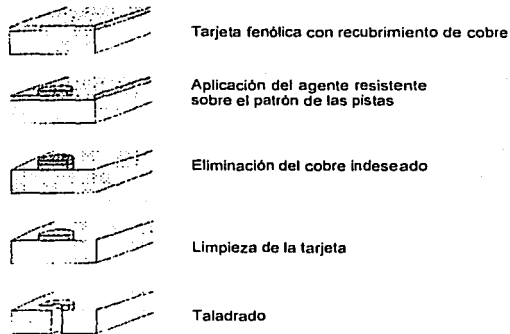 Tarjeta fenólica con recubrimiento de cobre
Aplicación del agente resistente
sobre el patrón de las pistas
Eliminación del cobre indeseado
Limpieza de la tarjeta
Taladrado